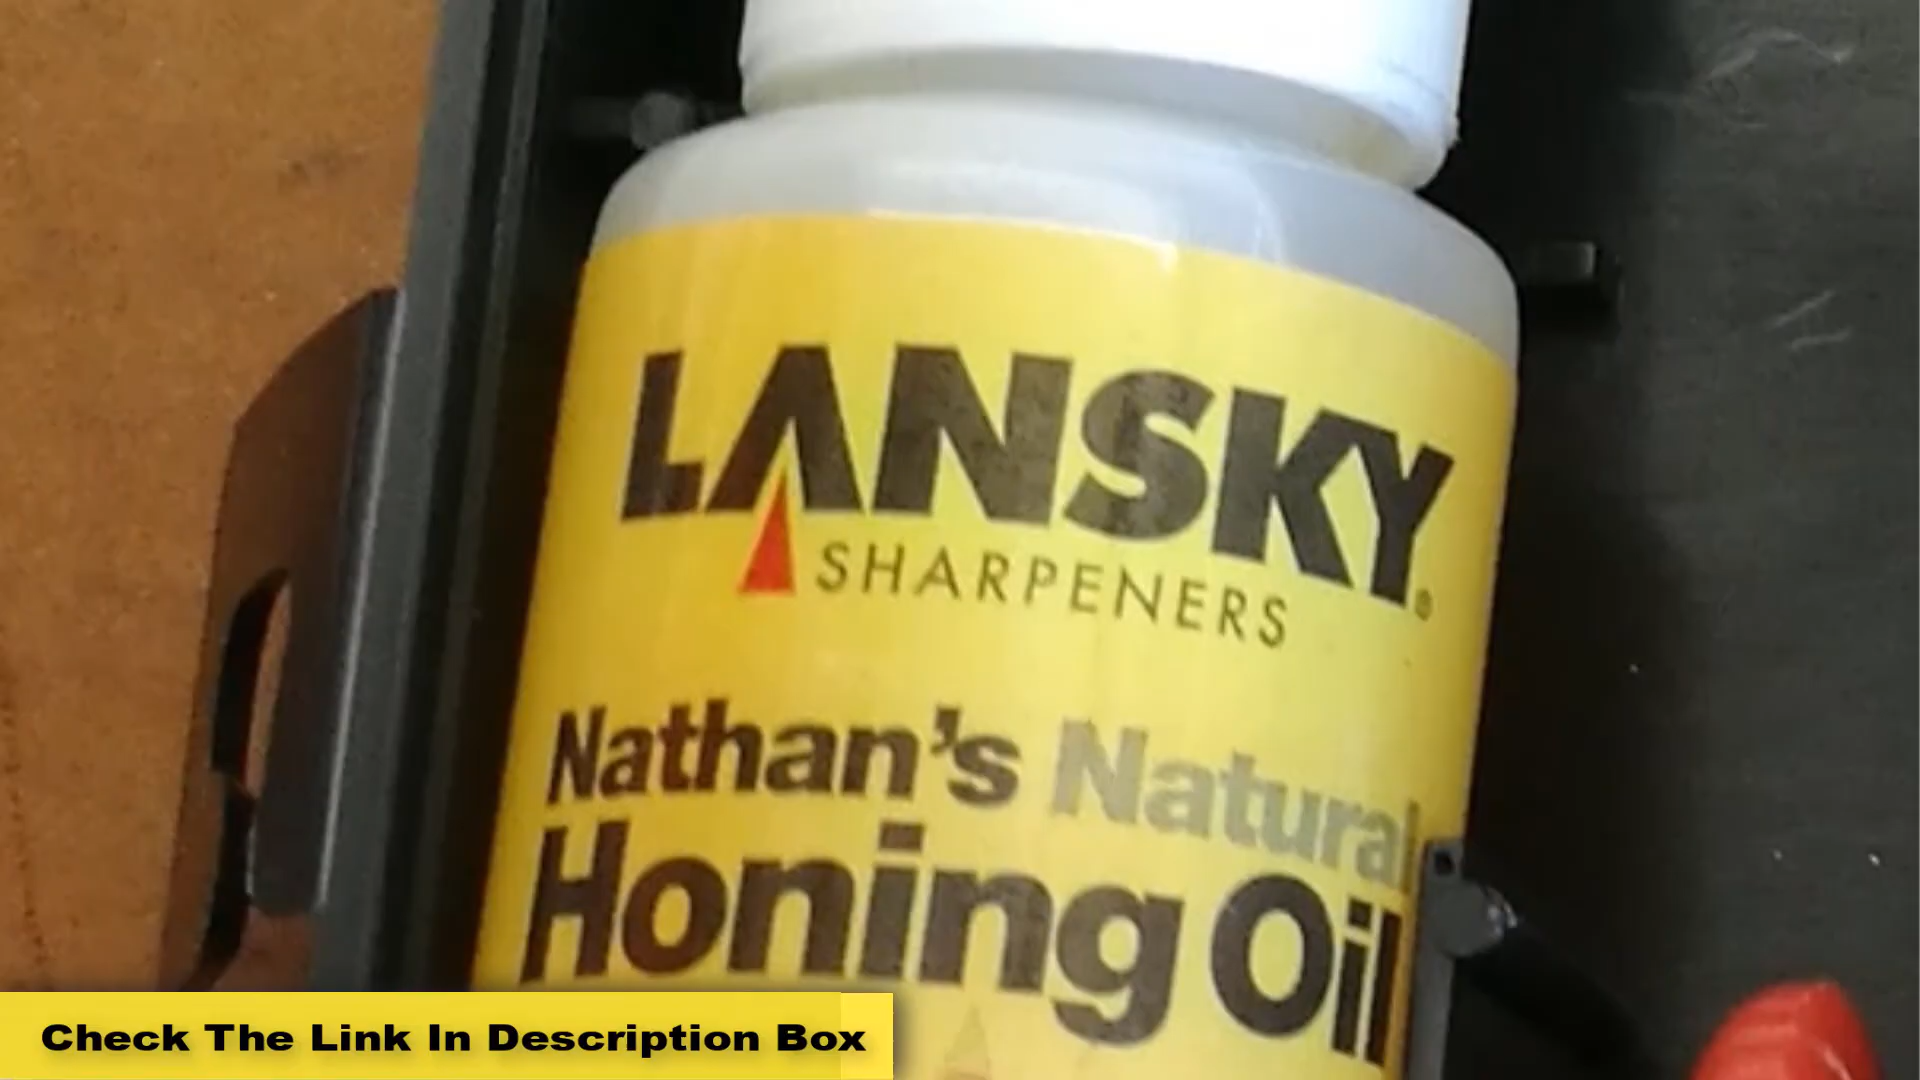 LANSKY®
SHARPENERS
Nathan's Natural
Honing Oil
Check The Link In Description Box